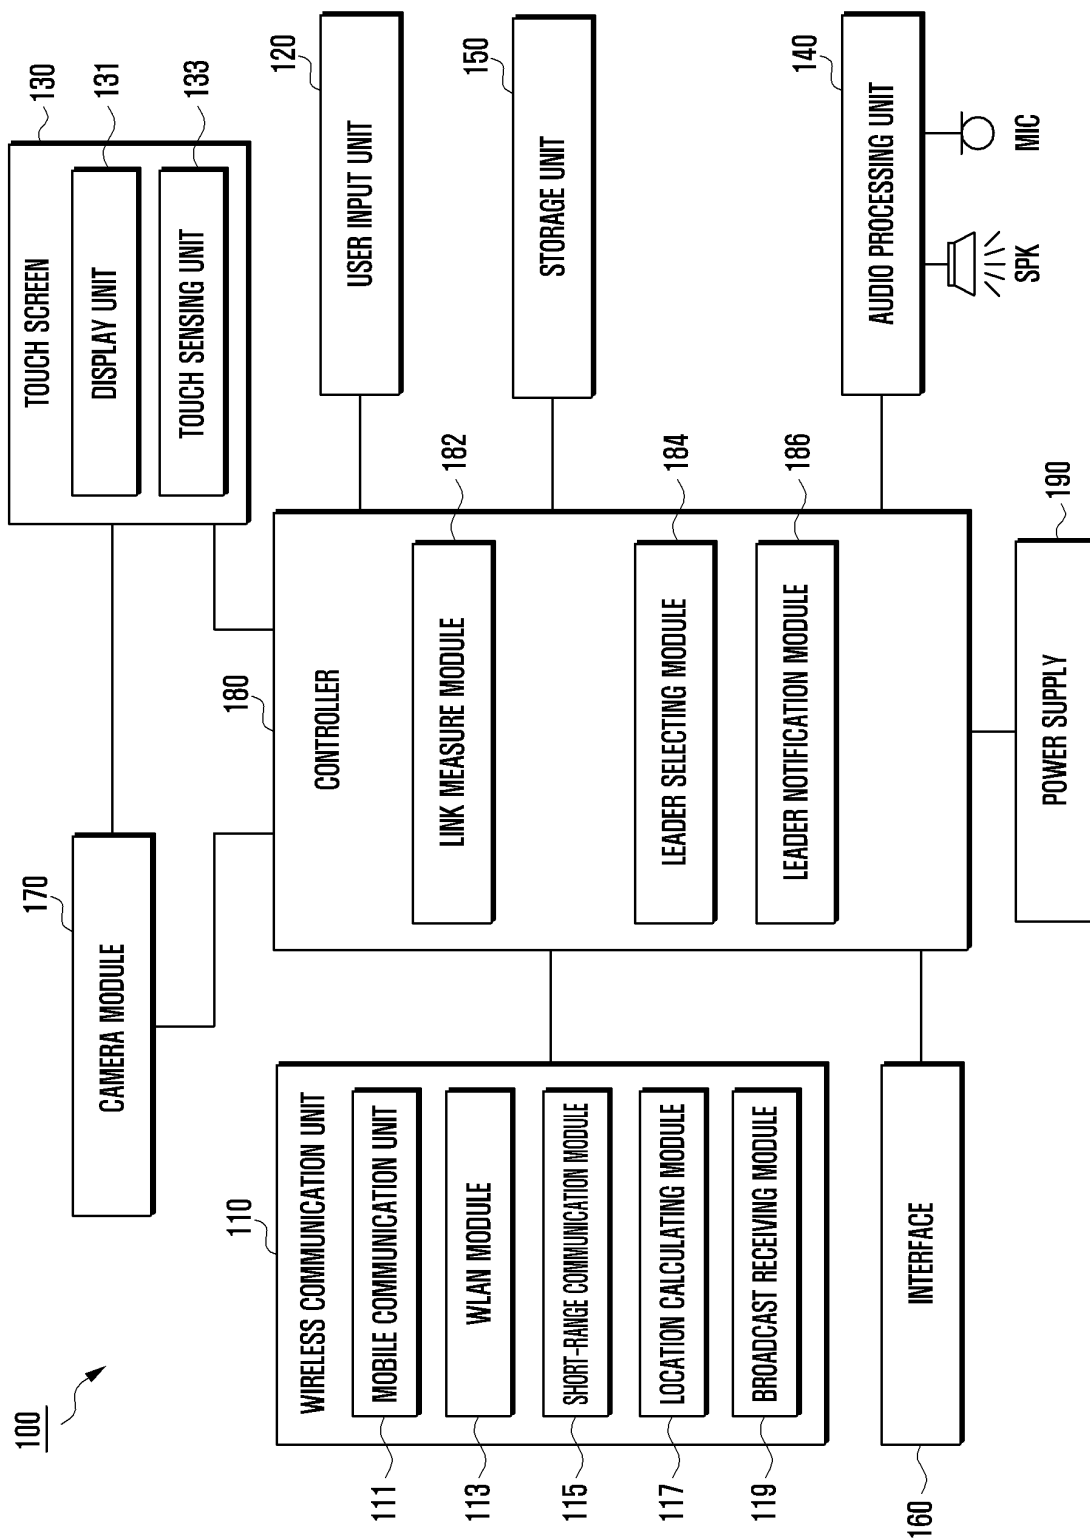 100
170
CAMERA MODULE
130
TOUCH SCREEN
DISPLAY UNIT
131
TOUCH SENSING UNIT
133
110
WIRELESS COMMUNICATION UNIT
111
MOBILE COMMUNICATION UNIT
113
WLAN MODULE
115
SHORT-RANGE COMMUNICATION MODULE
117
LOCATION CALCULATING MODULE
119
BROADCAST RECEIVING MODULE
160
INTERFACE
180
CONTROLLER
LINK MEASURE MODULE
182
LEADER SELECTING MODULE
184
LEADER NOTIFICATION MODULE
186
POWER SUPPLY
190
USER INPUT UNIT
120
STORAGE UNIT
150
AUDIO PROCESSING UNIT
140
SPK
MIC